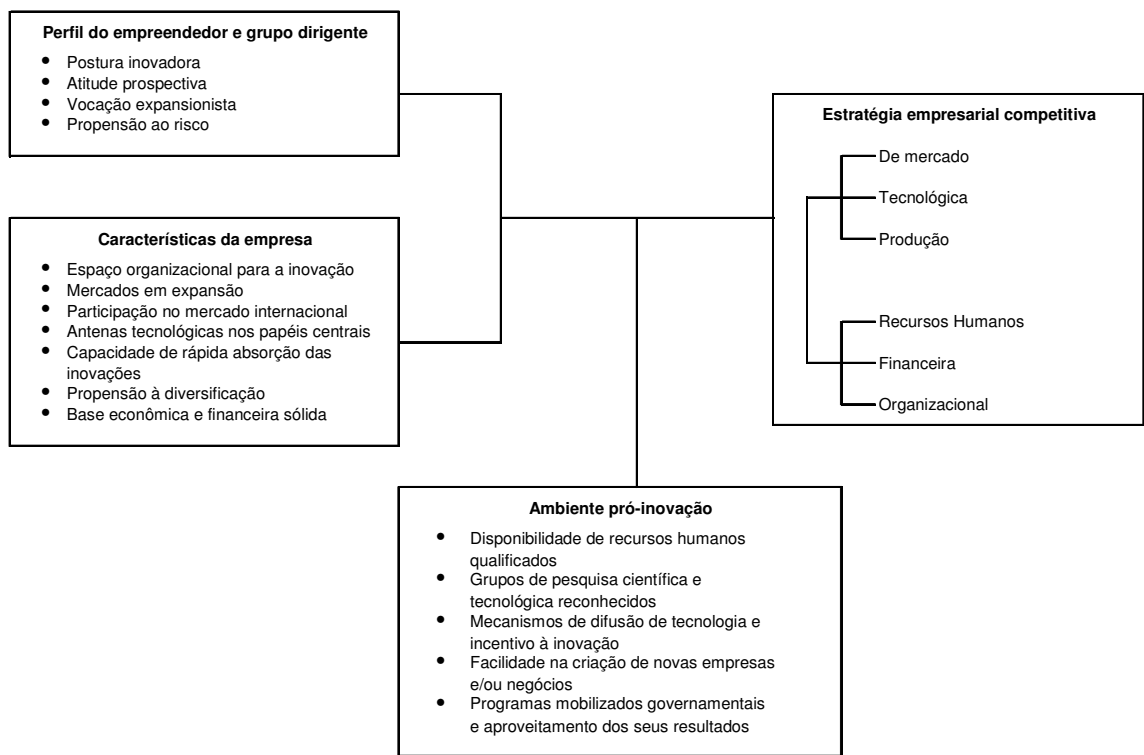 Perfil do empreendedor e grupo dirigente
• Postura inovadora
• Atitude prospectiva
• Vocação expansionista
• Propensão ao risco
Características da empresa
• Espaço organizacional para a inovação
• Mercados em expansão
• Participação no mercado internacional
• Antenas tecnológicas nos papéis centrais
• Capacidade de rápida absorção das
inovações
• Propensão à diversificação
• Base econômica e financeira sólida
Estratégia empresarial competitiva
De mercado
Tecnológica
Produção
Recursos Humanos
Financeira
Organizacional
Ambiente pró-inovação
• Disponibilidade de recursos humanos
qualificados
• Grupos de pesquisa científica e
tecnológica reconhecidos
• Mecanismos de difusão de tecnologia e
incentivo à inovação
• Facilidade na criação de novas empresas
e/ou negócios
• Programas mobilizados governamentais
e aproveitamento dos seus resultados